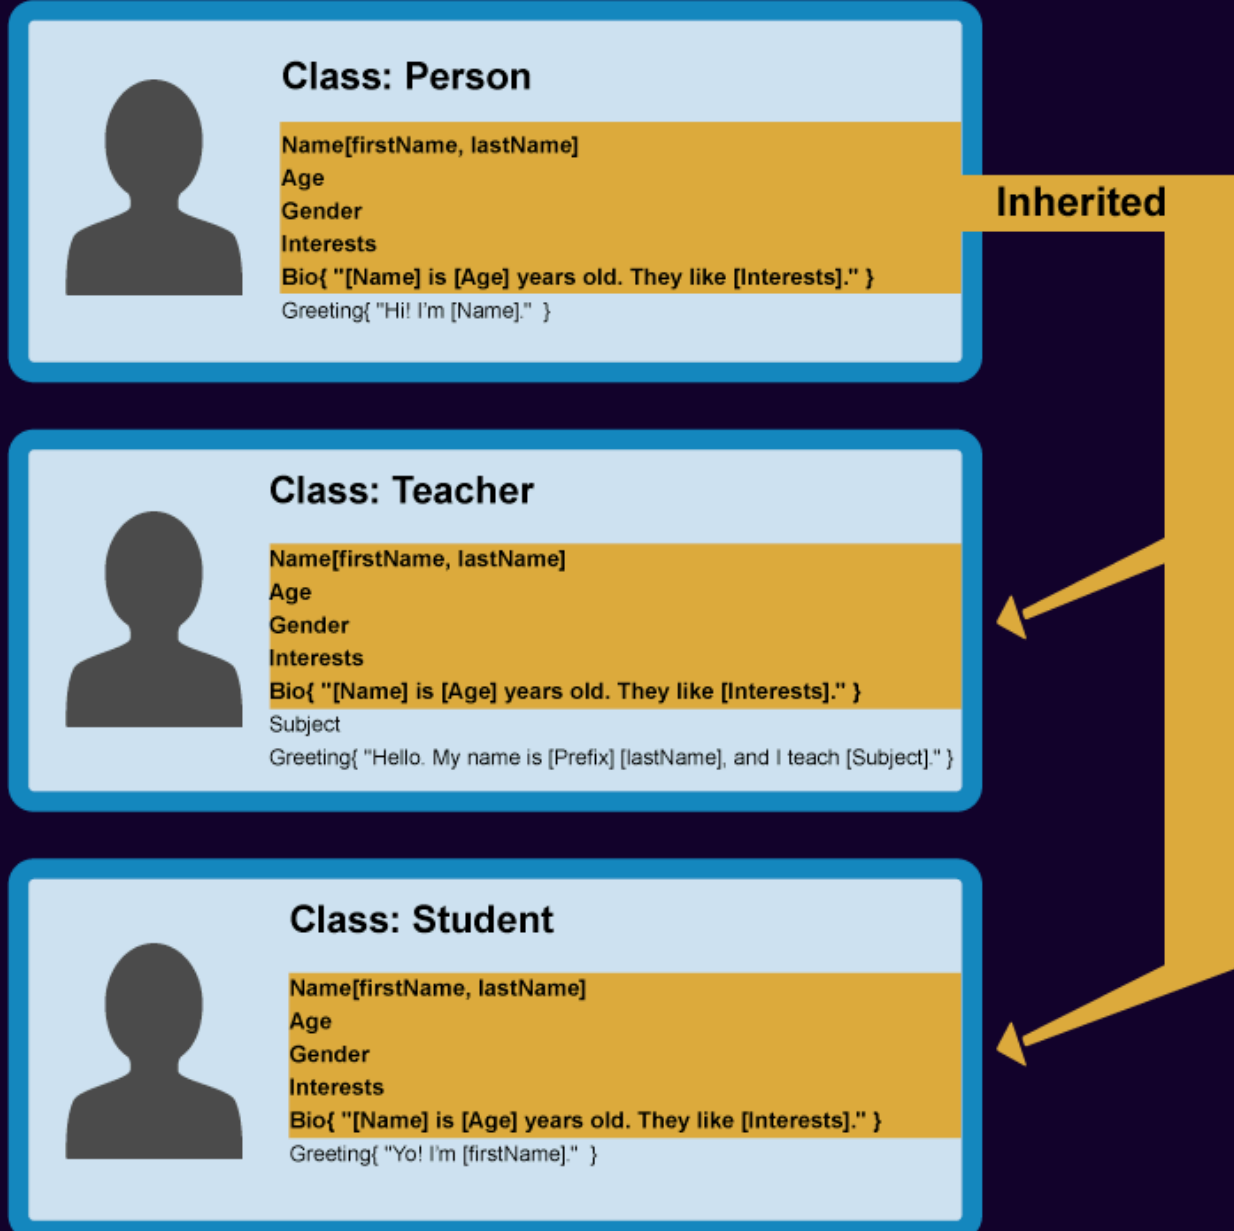 Class: Person
Name[firstName, lastName]
Age
Gender
Interests
Bio{ "[Name] is [Age] years old. They like [Interests]." }
Greeting{ "Hi! I'm [Name]."  }
Inherited
Class: Teacher
Name[firstName, lastName]
Age
Gender
Interests
Bio{ "[Name] is [Age] years old. They like [Interests]." }
Subject
Greeting{ "Hello. My name is [Prefix] [lastName], and I teach [Subject]." }
Class: Student
Name[firstName, lastName]
Age
Gender
Interests
Bio{ "[Name] is [Age] years old. They like [Interests]." }
Greeting{ "Yo! I'm [firstName]."  }